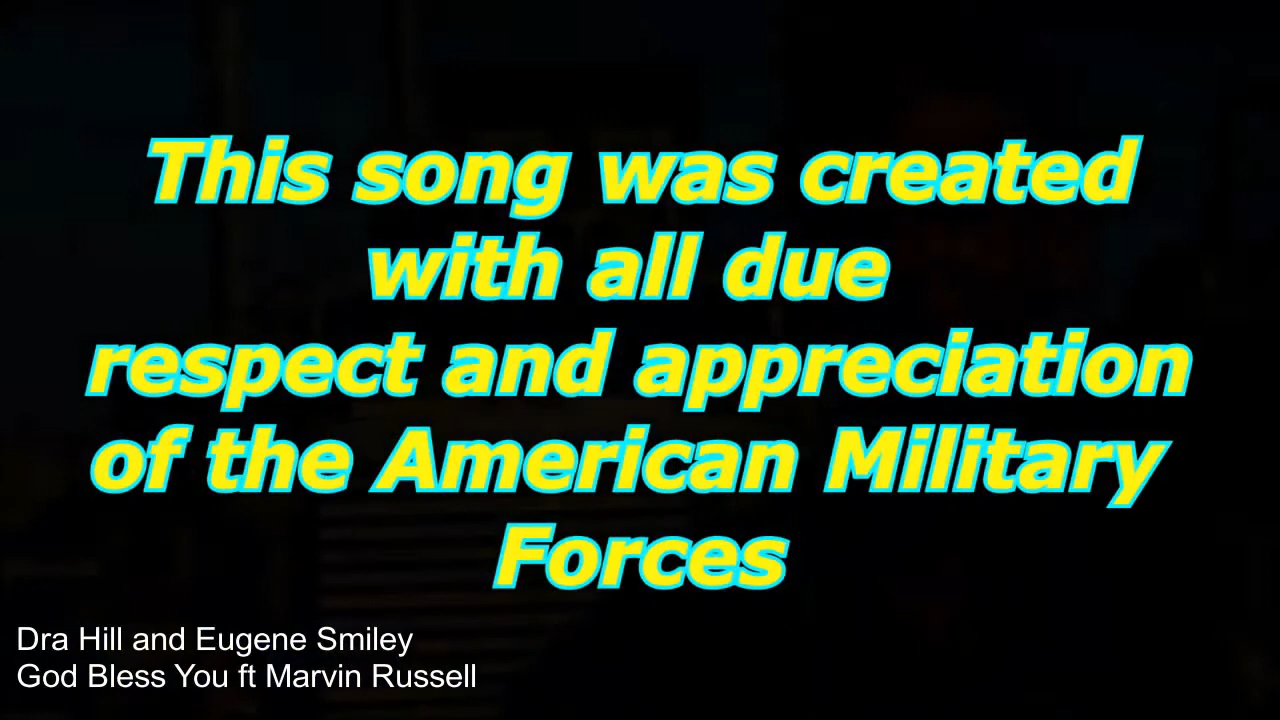 This song was created
with all due
respect and appreciation
of the American Military
Forces
Dra Hill and Eugene Smiley
God Bless You ft Marvin Russell